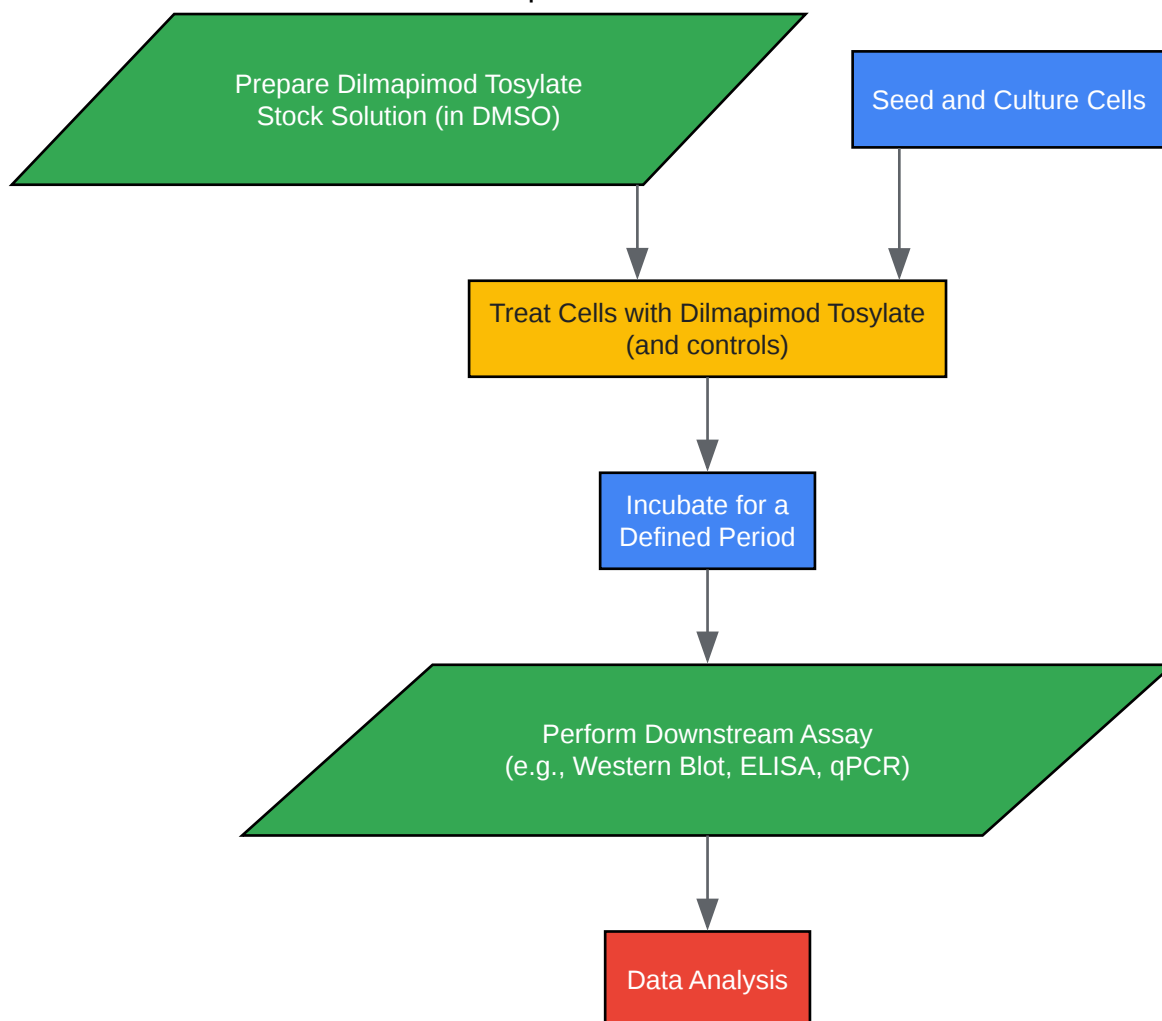 Prepare Dilmapimod Tosylate
Stock Solution (in DMSO)
Seed and Culture Cells
Treat Cells with Dilmapimod Tosylate
(and controls)
Incubate for a
Defined Period
Perform Downstream Assay
(e.g., Western Blot, ELISA, qPCR)
Data Analysis